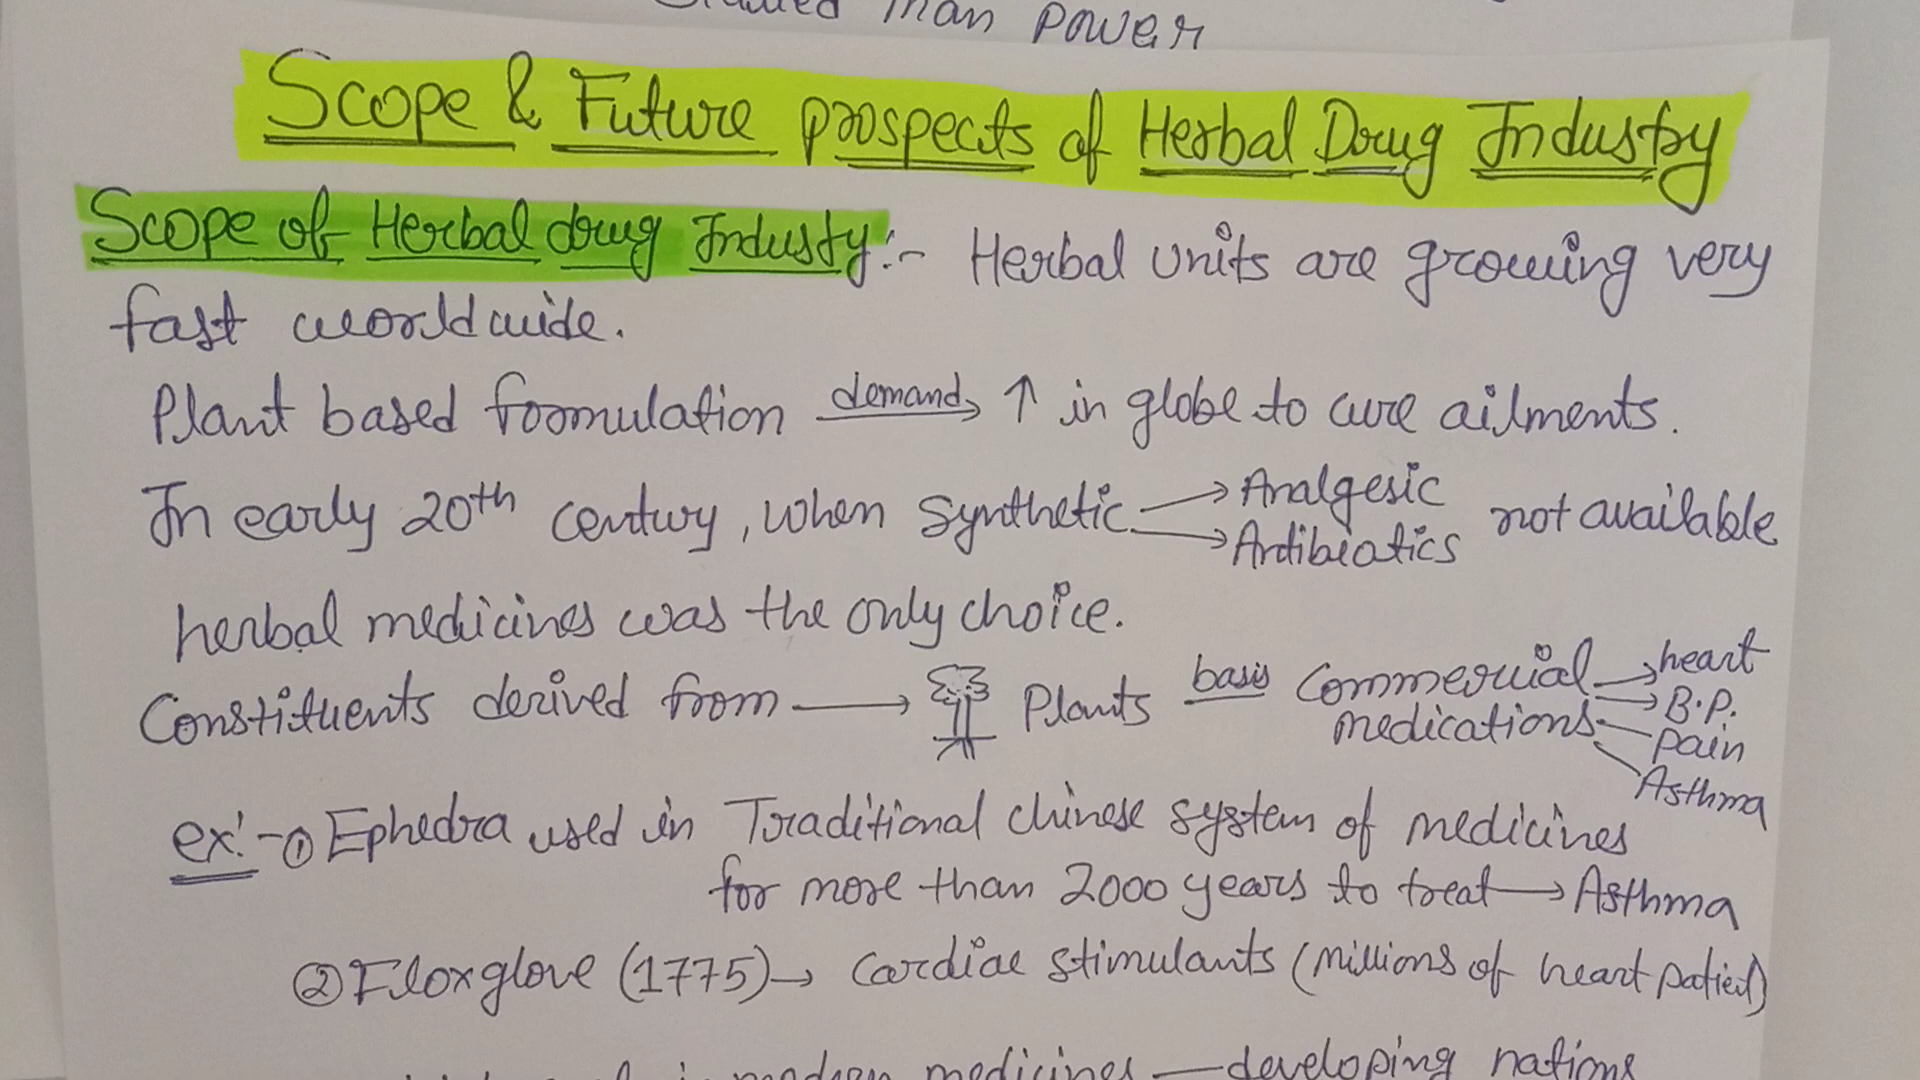 Man Power
Scope & Future prospects of Herbal Drug Industry
Scope of Herbal drug Industy:- Herbal units are growing very
fast worldwide.
Plant based formulation demand → ↑ in globe to cure ailments.
In early 20th century, when synthetic → Analgesic → Antibiotics not available
herbal medicines was the only choice.
Constituents derived from → Plants basis Commercial medications → heart → B.P. pain Asthma
ex:- ① Ephedra used in Traditional chinese system of medicines
for more than 2000 years to treat → Asthma
② Floxglove (1775) → Cardiac stimulants (millions of heart patient)
in modern medicines — developing nations